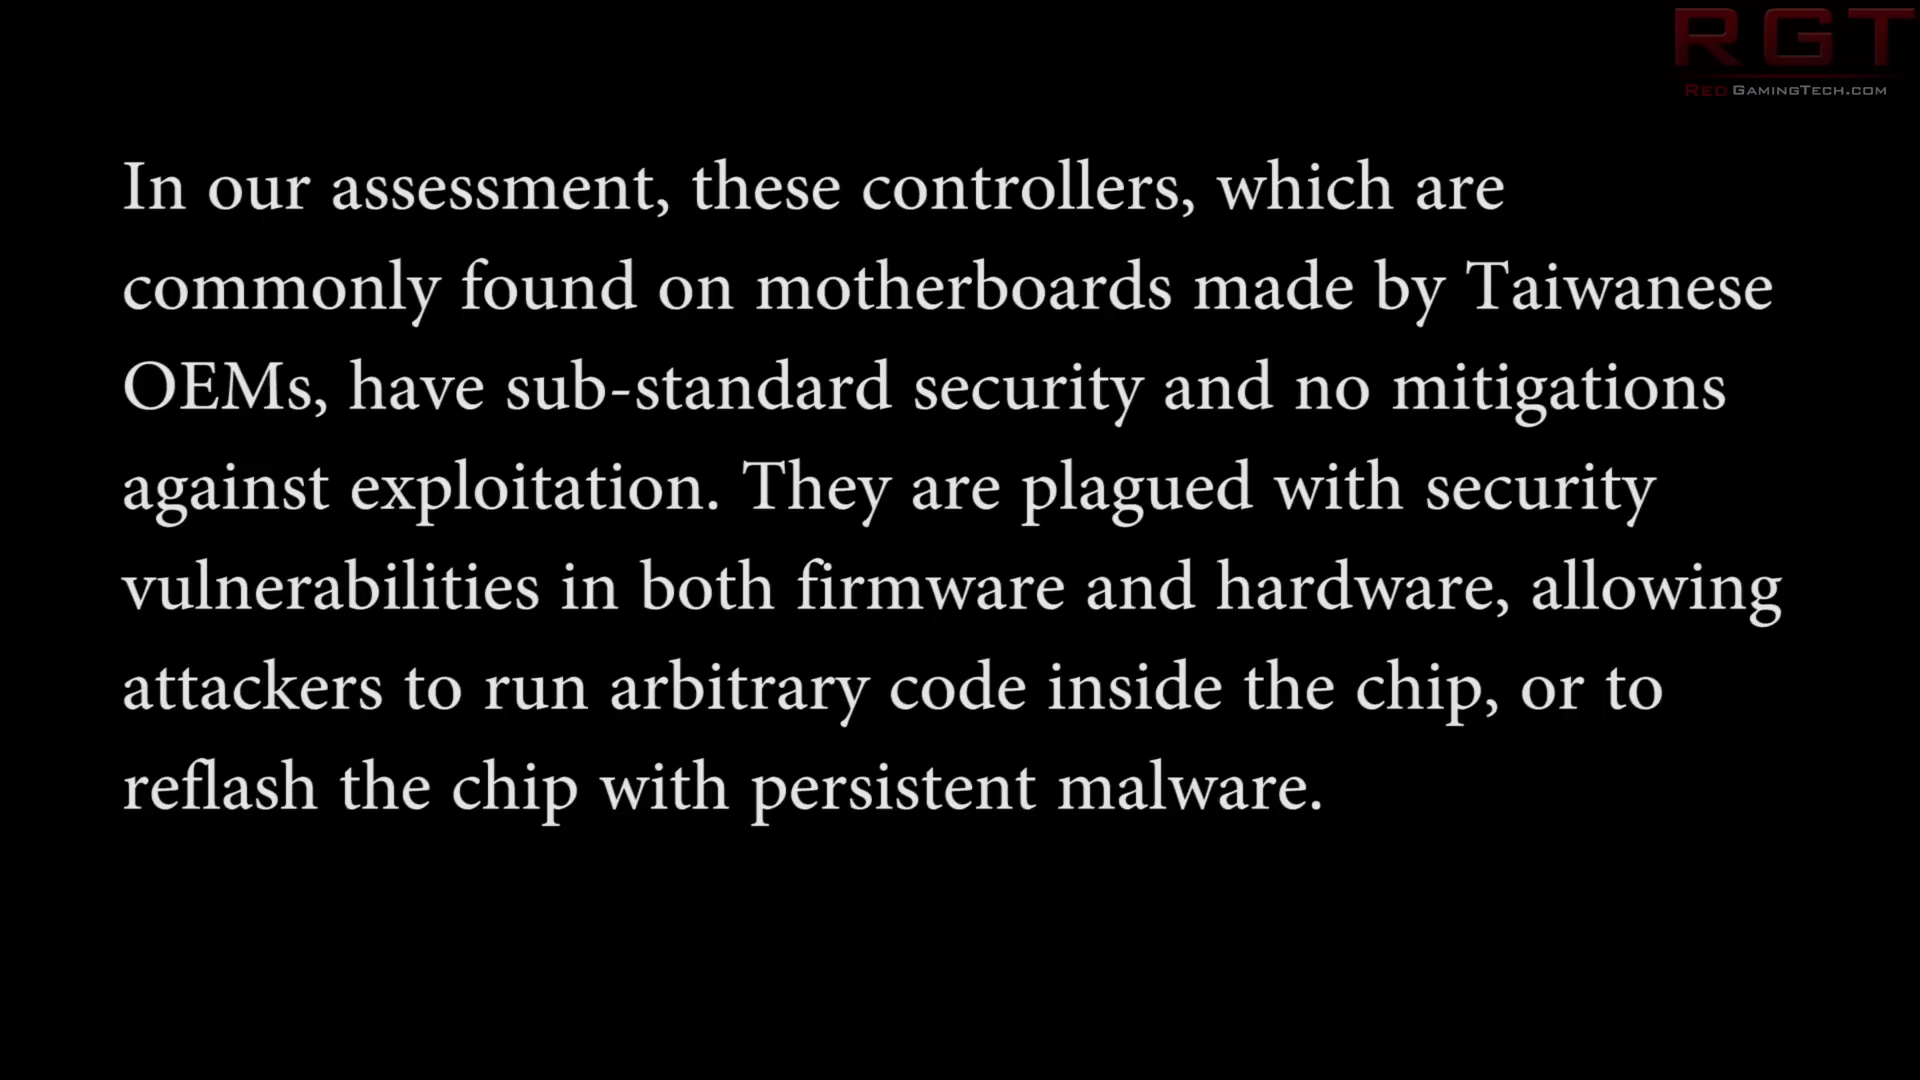 RGT
RedGamingTech.com
In our assessment, these controllers, which are
commonly found on motherboards made by Taiwanese
OEMs, have sub-standard security and no mitigations
against exploitation. They are plagued with security
vulnerabilities in both firmware and hardware, allowing
attackers to run arbitrary code inside the chip, or to
reflash the chip with persistent malware.